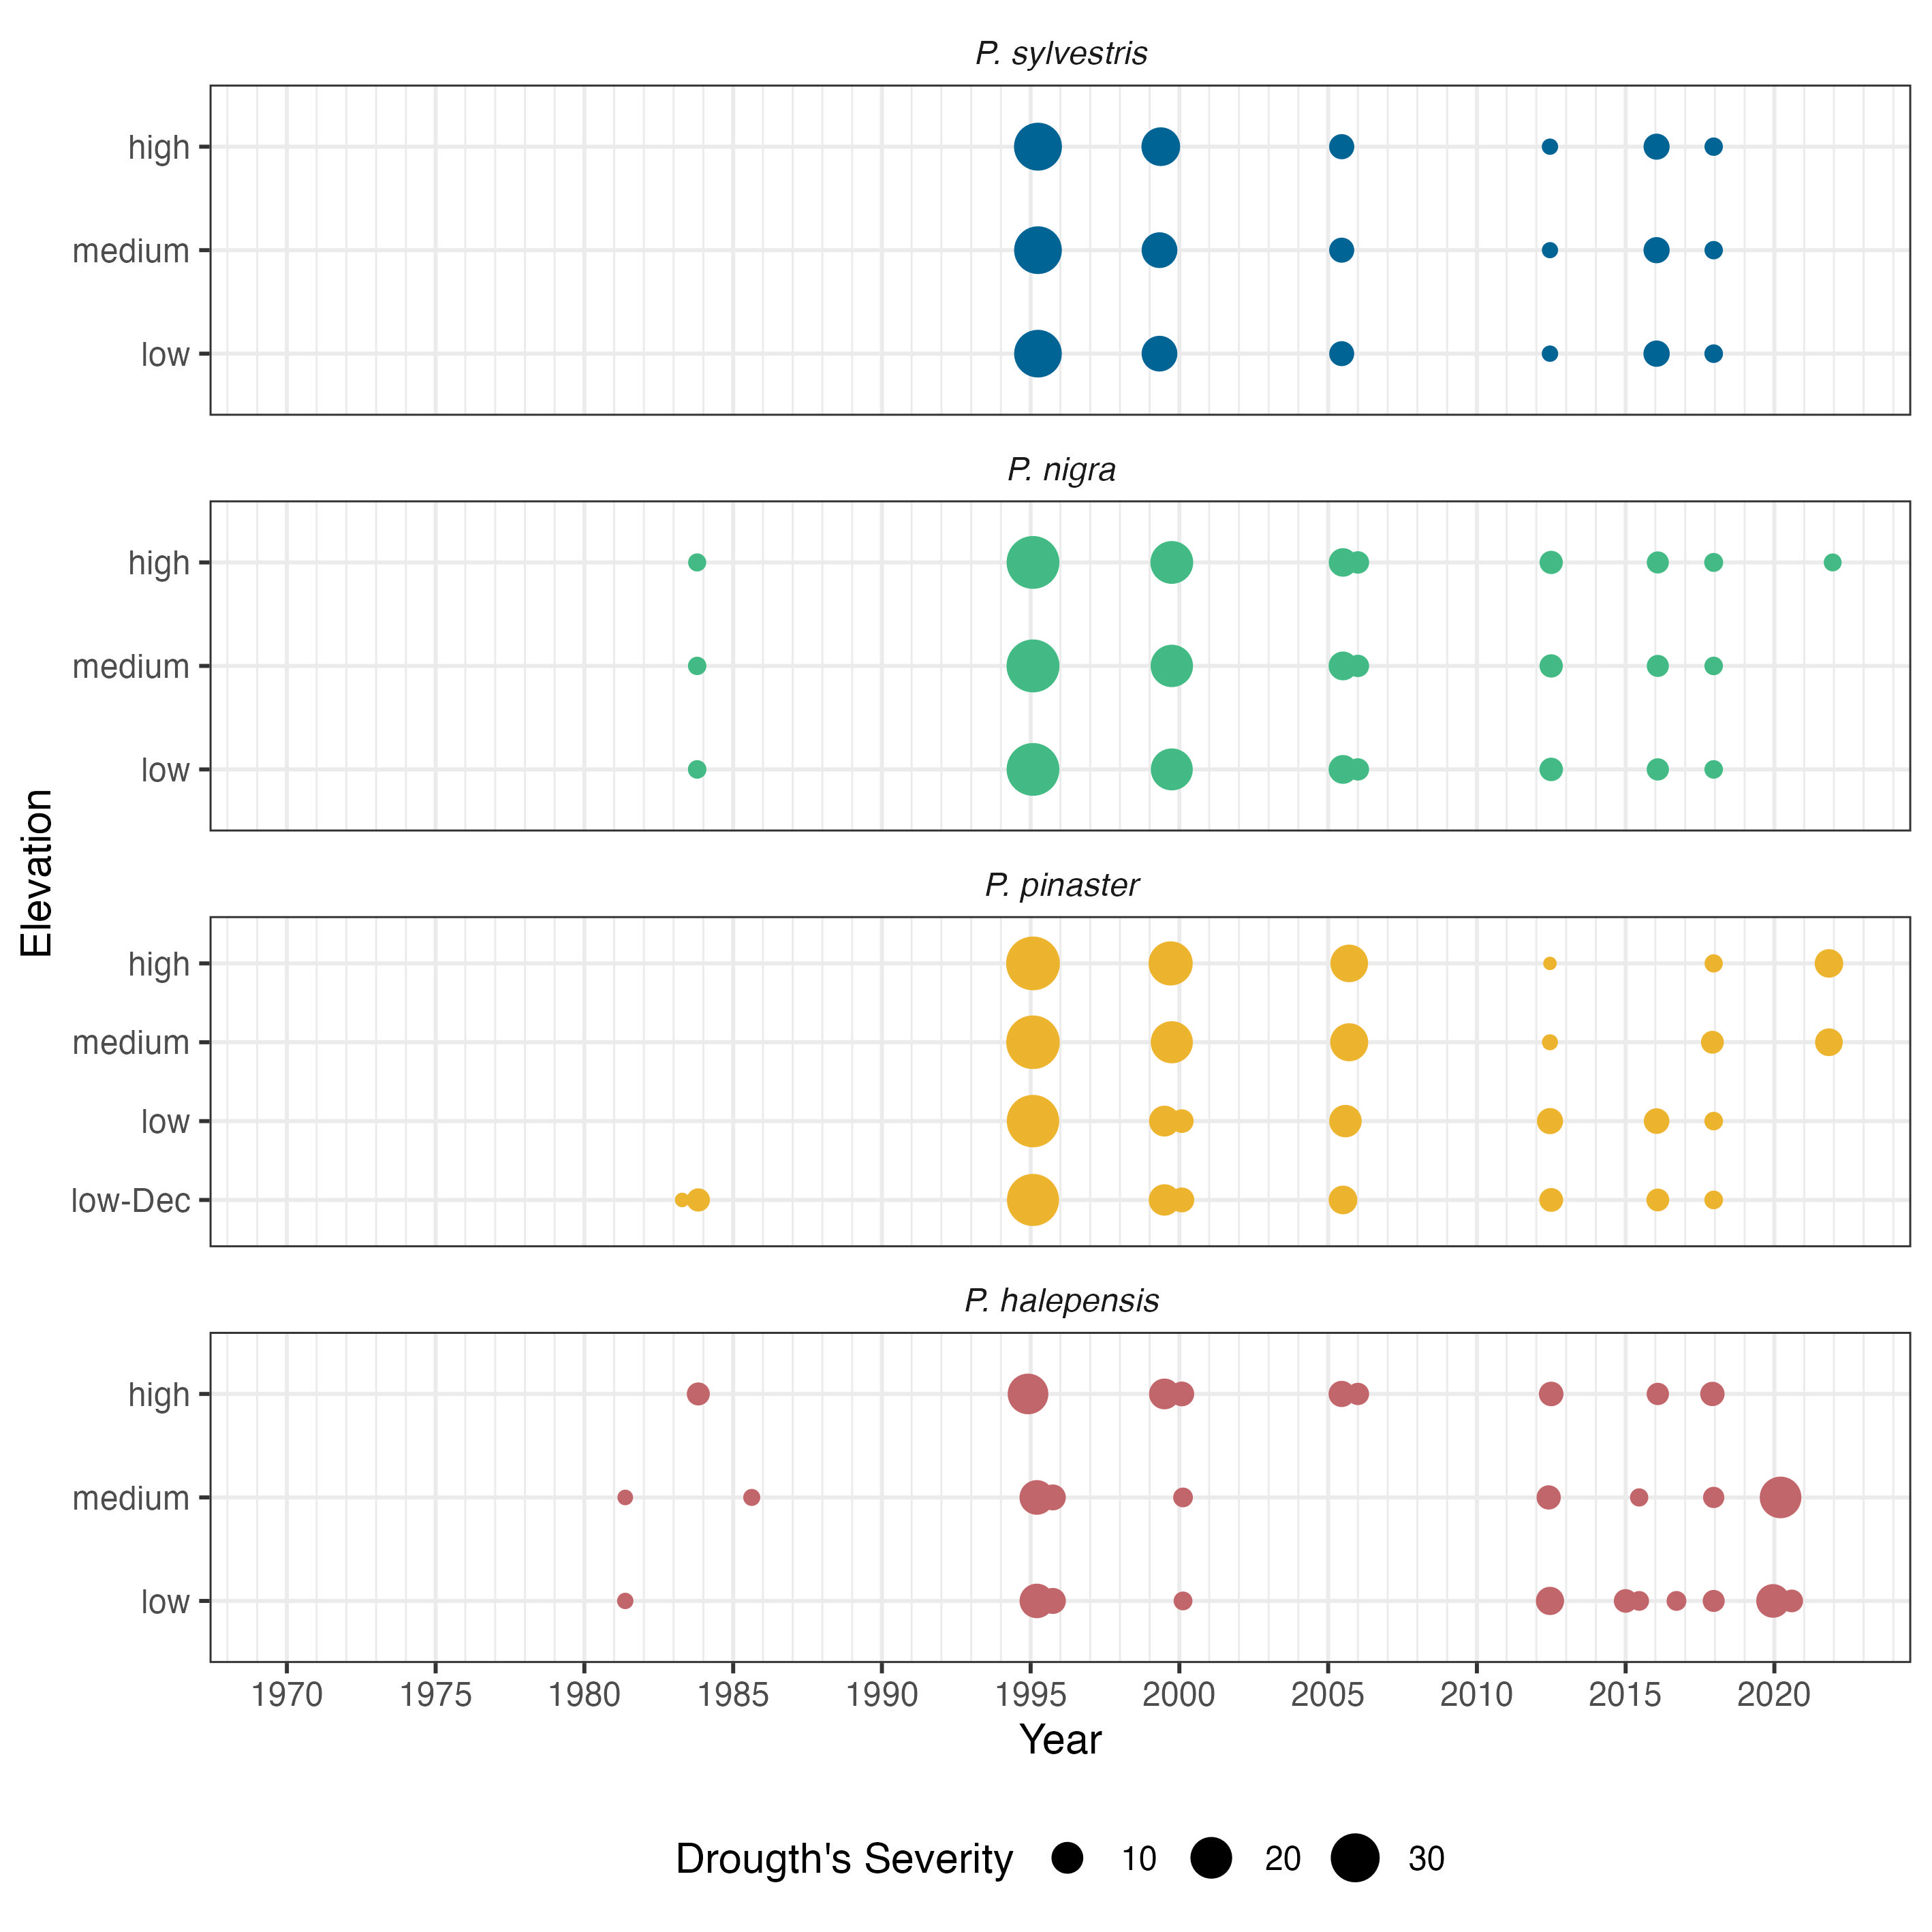 P. sylvestris
high
medium
low
P. nigra
high
medium
low
Elevation
P. pinaster
high
medium
low
low-Dec
P. halepensis
high
medium
low
1970 1975 1980 1985 1990 1995 2000 2005 2010 2015 2020
Year
Drougth's Severity 10 20 30